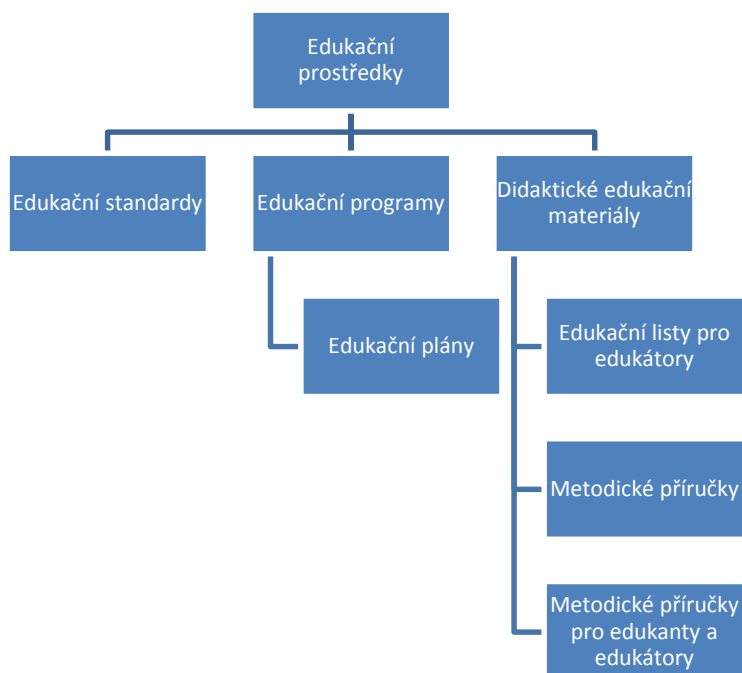 Edukační
prostředky
Edukační standardy
Edukační programy
Didaktické edukační
materiály
Edukační plány
Edukační listy pro
edukátory
Metodické příručky
Metodické příručky
pro edukanty a
edukátory